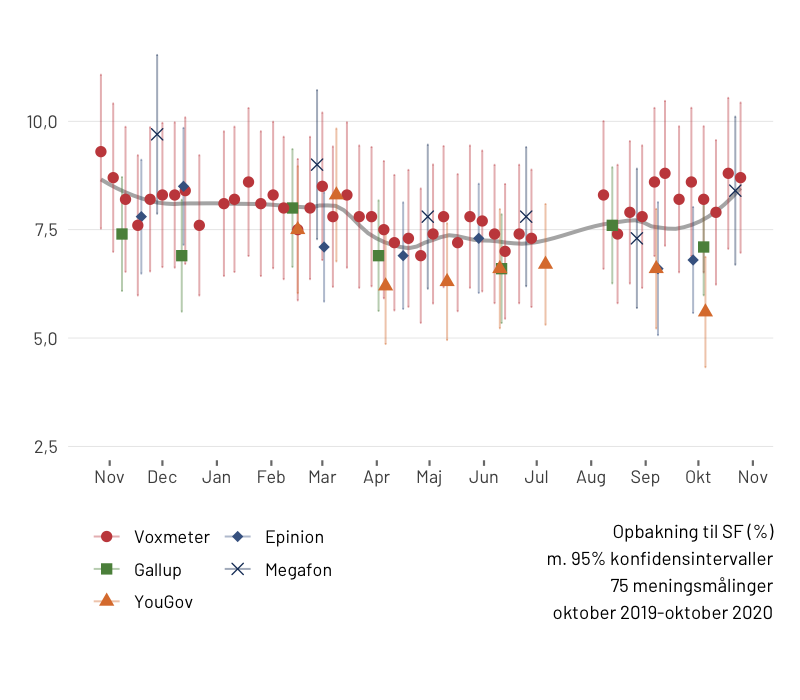 10,0
7,5
5,0
2,5
Nov Dec Jan Feb Mar Apr Maj Jun Jul Aug Sep Okt Nov
Voxmeter
Gallup
YouGov
Epinion
Megafon
Opbakning til SF (%)
m. 95% konfidensintervaller
75 meningsmålinger
oktober 2019-oktober 2020